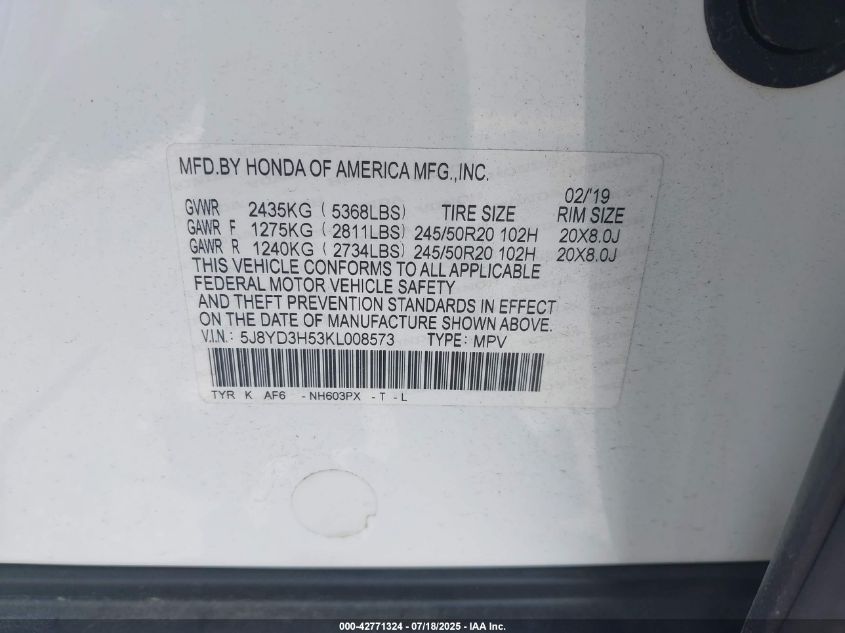 MFD.BY HONDA OF AMERICA MFG.,INC.
02/'19
GVWR 2435KG ( 5368LBS) TIRE SIZE RIM SIZE
GAWR F 1275KG ( 2811LBS) 245/50R20 102H 20X8.0J
GAWR R 1240KG ( 2734LBS) 245/50R20 102H 20X8.0J
THIS VEHICLE CONFORMS TO ALL APPLICABLE
FEDERAL MOTOR VEHICLE SAFETY
AND THEFT PREVENTION STANDARDS IN EFFECT
ON THE DATE OF MANUFACTURE SHOWN ABOVE.
V.I.N.: 5J8YD3H53KL008573 TYPE: MPV
TYR K AF6 - NH603PX - T - L
000-42771324 | 07/18/2025 | IAA Inc.